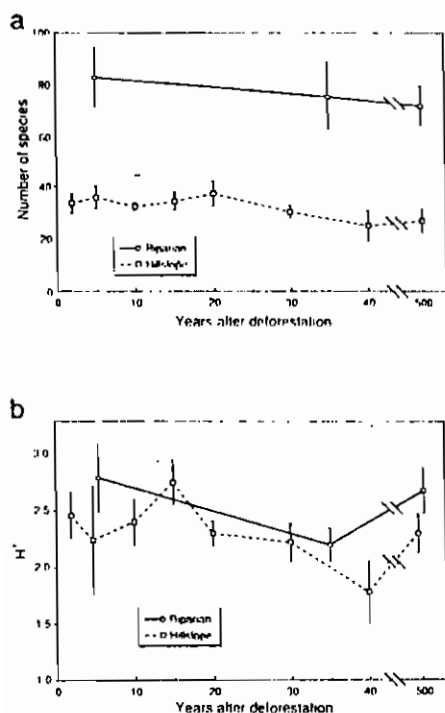 a
100
80
60
40
20
0
Number of species
Riparian
Hillslope
0 10 20 30 40 500
Years after deforestation
b
3.0
2.5
2.0
1.5
1.0
H'
Riparian
Hillslope
0 10 20 30 40 500
Years after deforestation